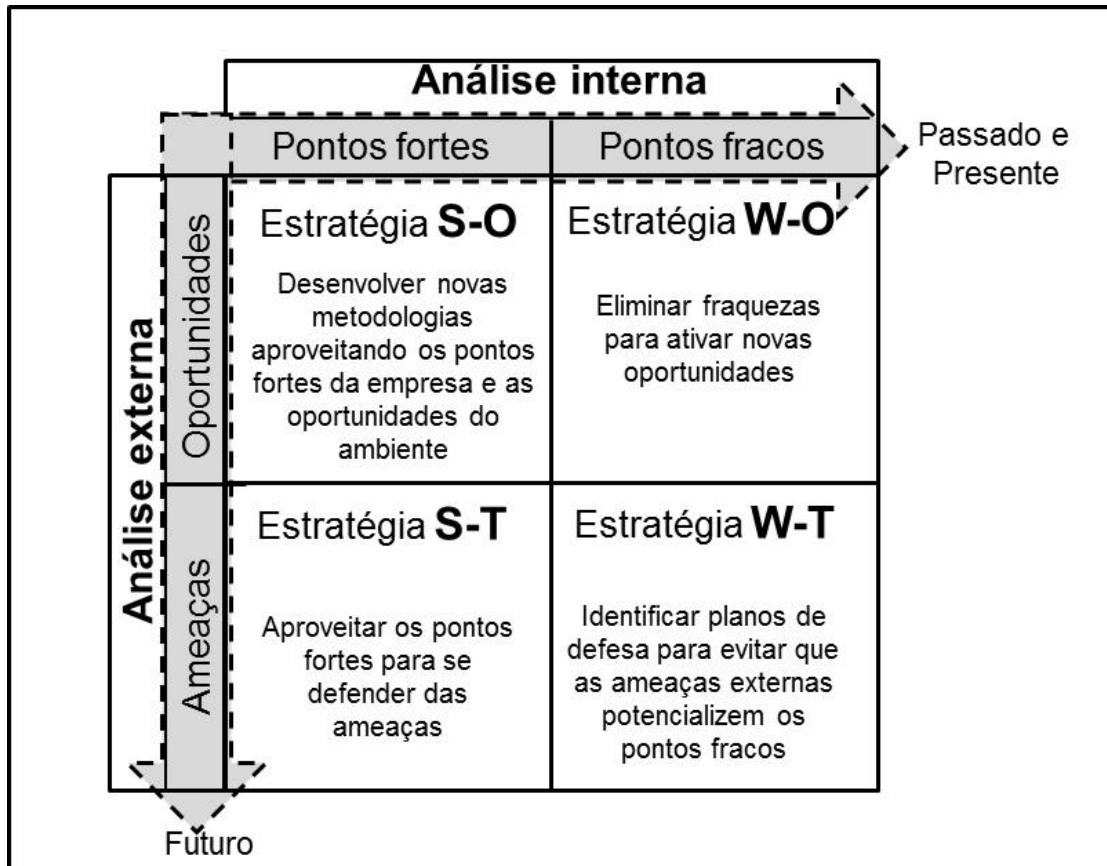 Análise interna
Pontos fortes
Pontos fracos
Passado e
Presente
Análise externa
Oportunidades
Estratégia S-O
Desenvolver novas
metodologias
aproveitando os pontos
fortes da empresa e as
oportunidades do
ambiente
Estratégia W-O
Eliminar fraquezas
para ativar novas
oportunidades
Ameaças
Estratégia S-T
Aproveitar os pontos
fortes para se
defender das
ameaças
Estratégia W-T
Identificar planos de
defesa para evitar que
as ameaças externas
potencializem os
pontos fracos
Futuro